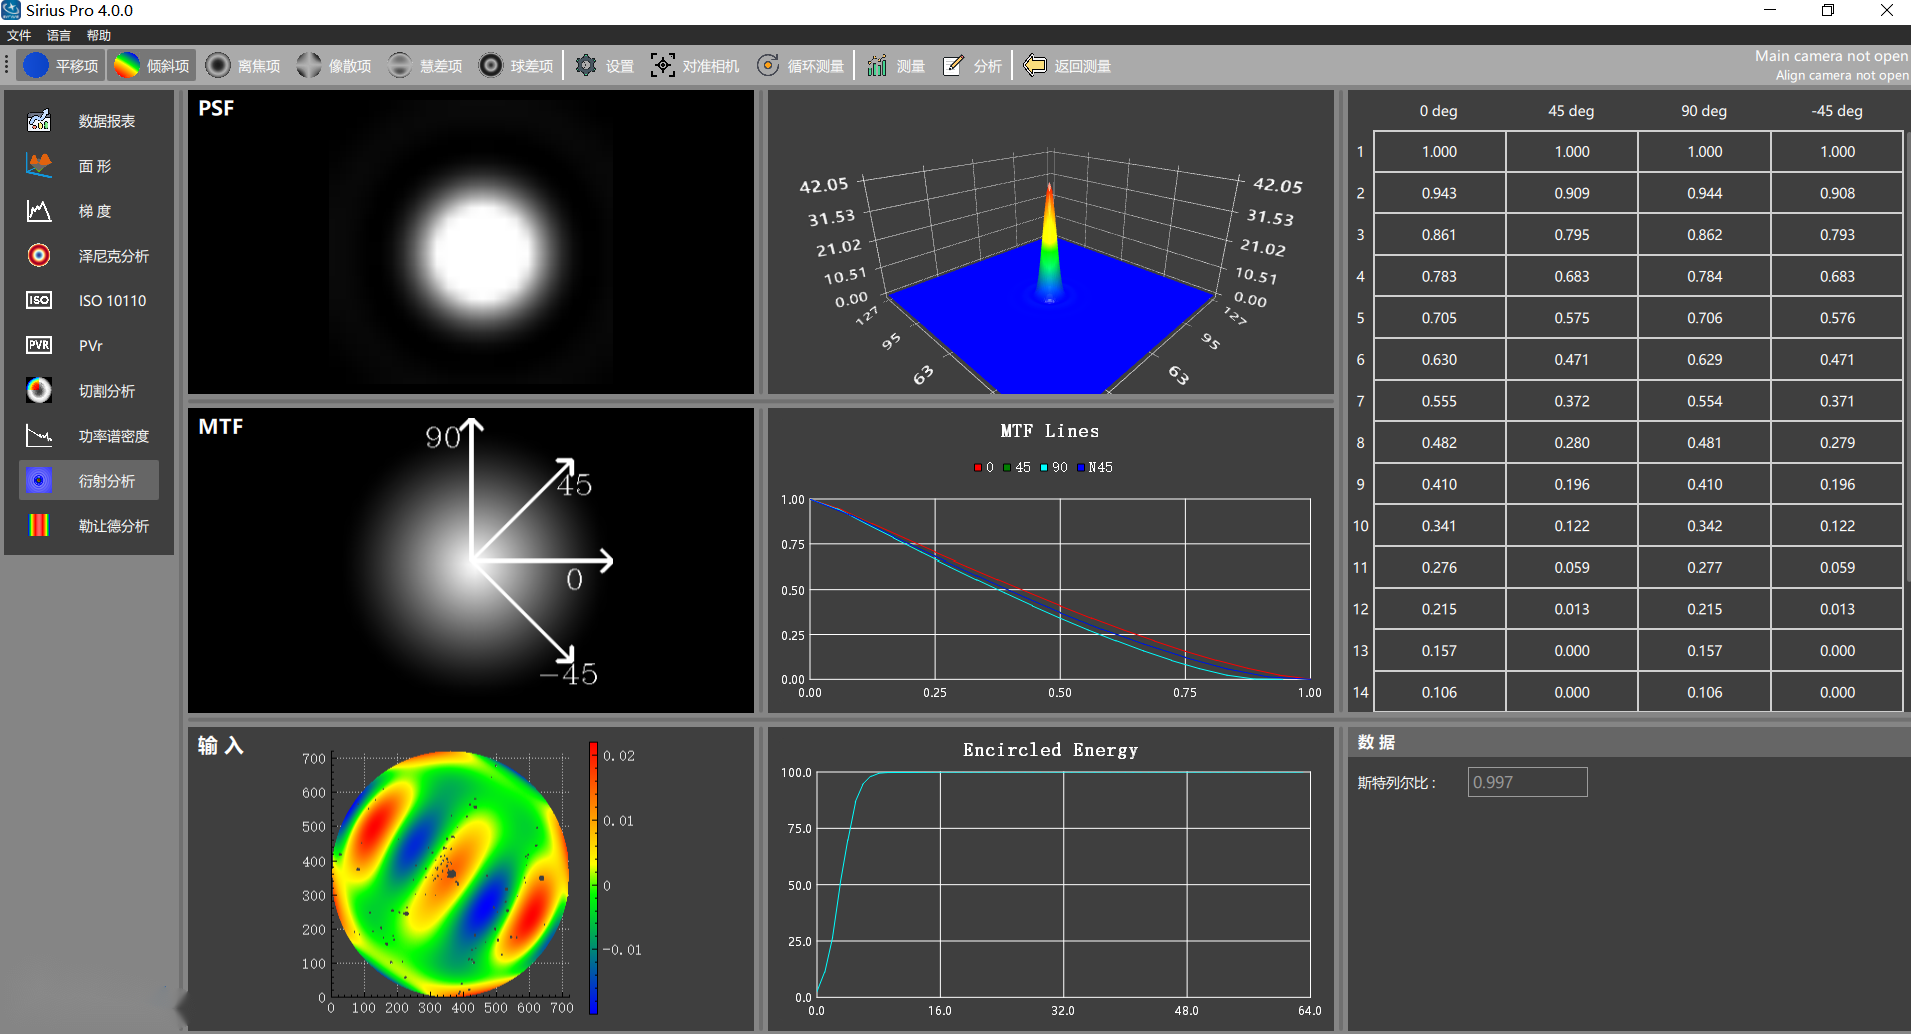 Sirius Pro 4.0.0
文件 语言 帮助
平移项 倾斜项 离焦项 像散项 慧差项 球差项 设置 对准相机 循环测量 测量 分析 返回测量
Main camera not open
Align camera not open
数据报表
面 形
梯 度
泽尼克分析
ISO ISO 10110
PVR PVr
切割分析
功率谱密度
衍射分析
勒让德分析
PSF
42.05 42.05
31.53 31.53
21.02 21.02
10.51 10.51
0.00 0.00
127 127
95 95
63 63
0 deg 45 deg 90 deg -45 deg
1 1.000 1.000 1.000 1.000
2 0.943 0.909 0.944 0.908
3 0.861 0.795 0.862 0.793
4 0.783 0.683 0.784 0.683
5 0.705 0.575 0.706 0.576
6 0.630 0.471 0.629 0.471
7 0.555 0.372 0.554 0.371
8 0.482 0.280 0.481 0.279
9 0.410 0.196 0.410 0.196
10 0.341 0.122 0.342 0.122
11 0.276 0.059 0.277 0.059
12 0.215 0.013 0.215 0.013
13 0.157 0.000 0.157 0.000
14 0.106 0.000 0.106 0.000
MTF
90
45
0
-45
MTF Lines
0 45 90 N45
1.00
0.75
0.50
0.25
0.00
0.00 0.25 0.50 0.75 1.00
输 入
700
600
500
400
300
200
100
0
0 100 200 300 400 500 600 700
0.02
0.01
0
-0.01
Encircled Energy
100.0
75.0
50.0
25.0
0.0
0.0 16.0 32.0 48.0 64.0
数 据
斯特列尔比： 0.997